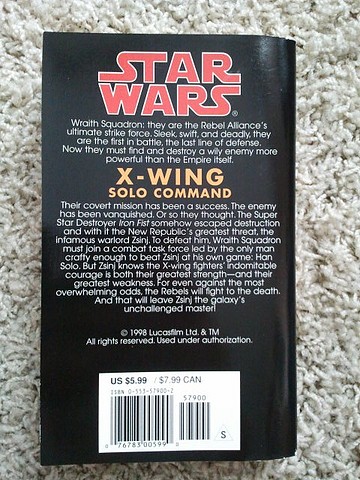 STAR
WARS®
Wraith Squadron: they are the Rebel Alliance's
ultimate strike force. Sleek, swift, and deadly, they
are the first in battle, the last line of defense.
Now they must find and destroy a wily enemy more
powerful than the Empire itself.
X-WING
SOLO COMMAND
Their covert mission has been a success. The enemy
has been vanquished. Or so they thought. The Super
Star Destroyer Iron Fist somehow escaped destruction
and with it the New Republic's greatest threat, the
infamous warlord Zsinj. To defeat him, Wraith Squadron
must join a combat task force led by the only man
crafty enough to beat Zsinj at his own game: Han
Solo. But Zsinj knows the X-wing fighters' indomitable
courage is both their greatest strength—and their
greatest weakness. For even against the most
overwhelming odds, the Rebels will fight to the death.
And that will leave Zsinj the galaxy's
unchallenged master!
© 1998 Lucasfilm Ltd. & TM
All rights reserved. Used under authorization.
US $5.99 / $7.99 CAN
ISBN 0-553-57900-2
57900
0 76783 00599
S